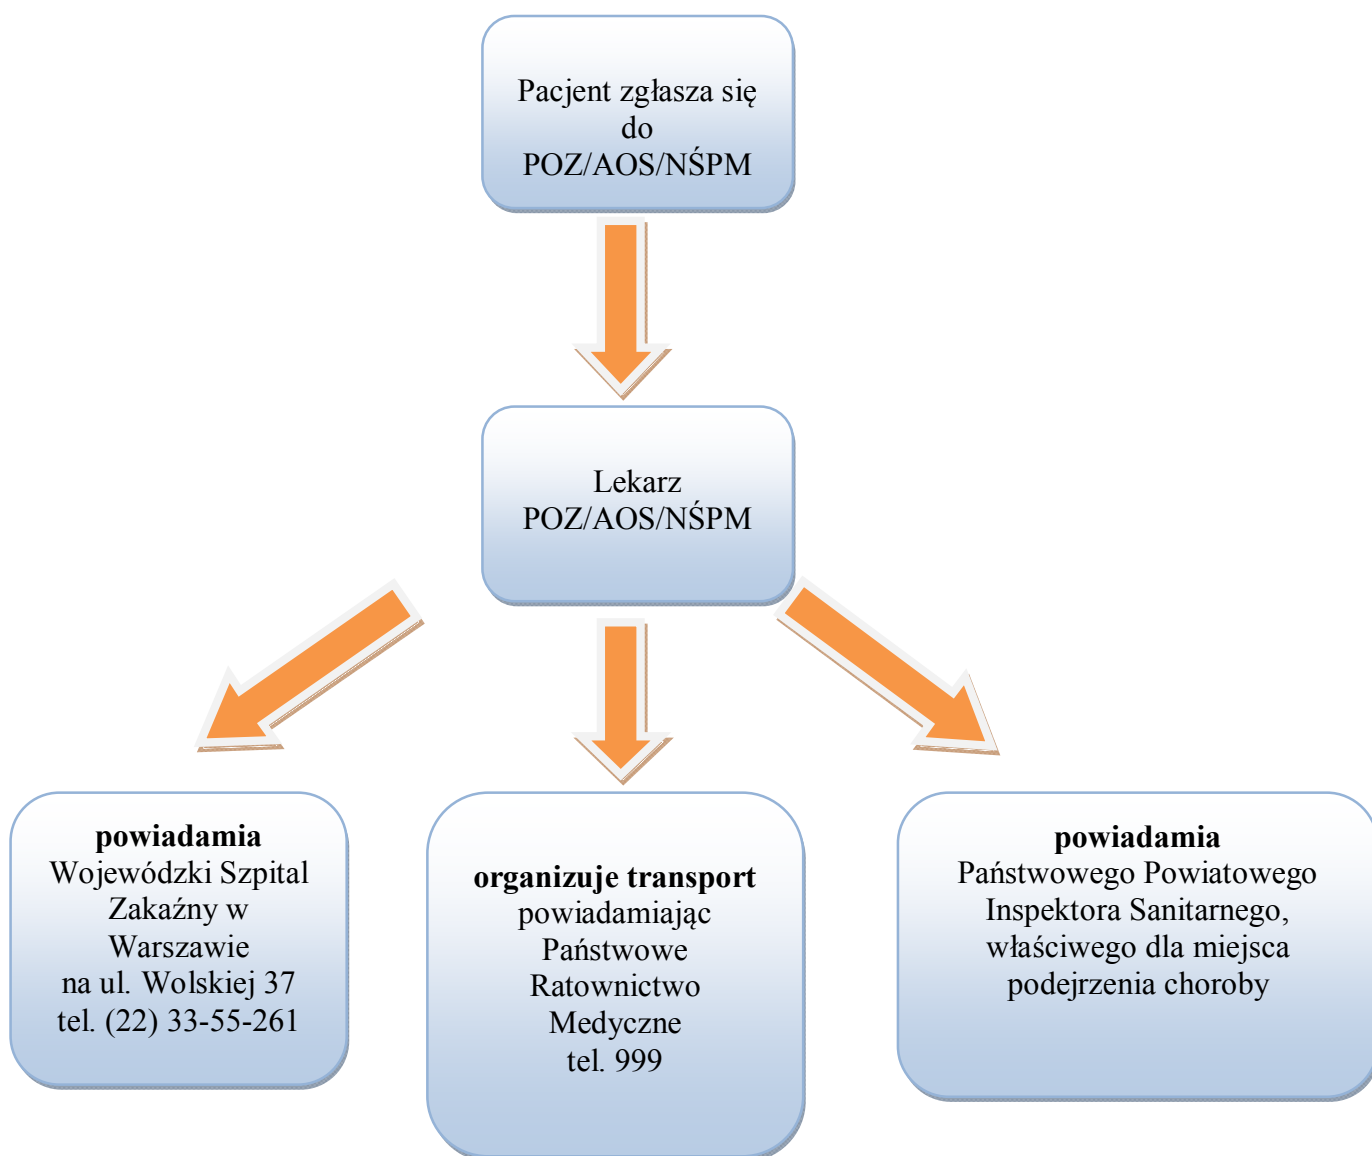 Pacjent zgłasza się
do
POZ/AOS/NŚPM
Lekarz
POZ/AOS/NŚPM
powiadamia
Wojewódzki Szpital
Zakaźny w
Warszawie
na ul. Wolskiej 37
tel. (22) 33-55-261
organizuje transport
powiadamiając
Państwowe
Ratownictwo
Medyczne
tel. 999
powiadamia
Państwowego Powiatowego
Inspektora Sanitarnego,
właściwego dla miejsca
podejrzenia choroby